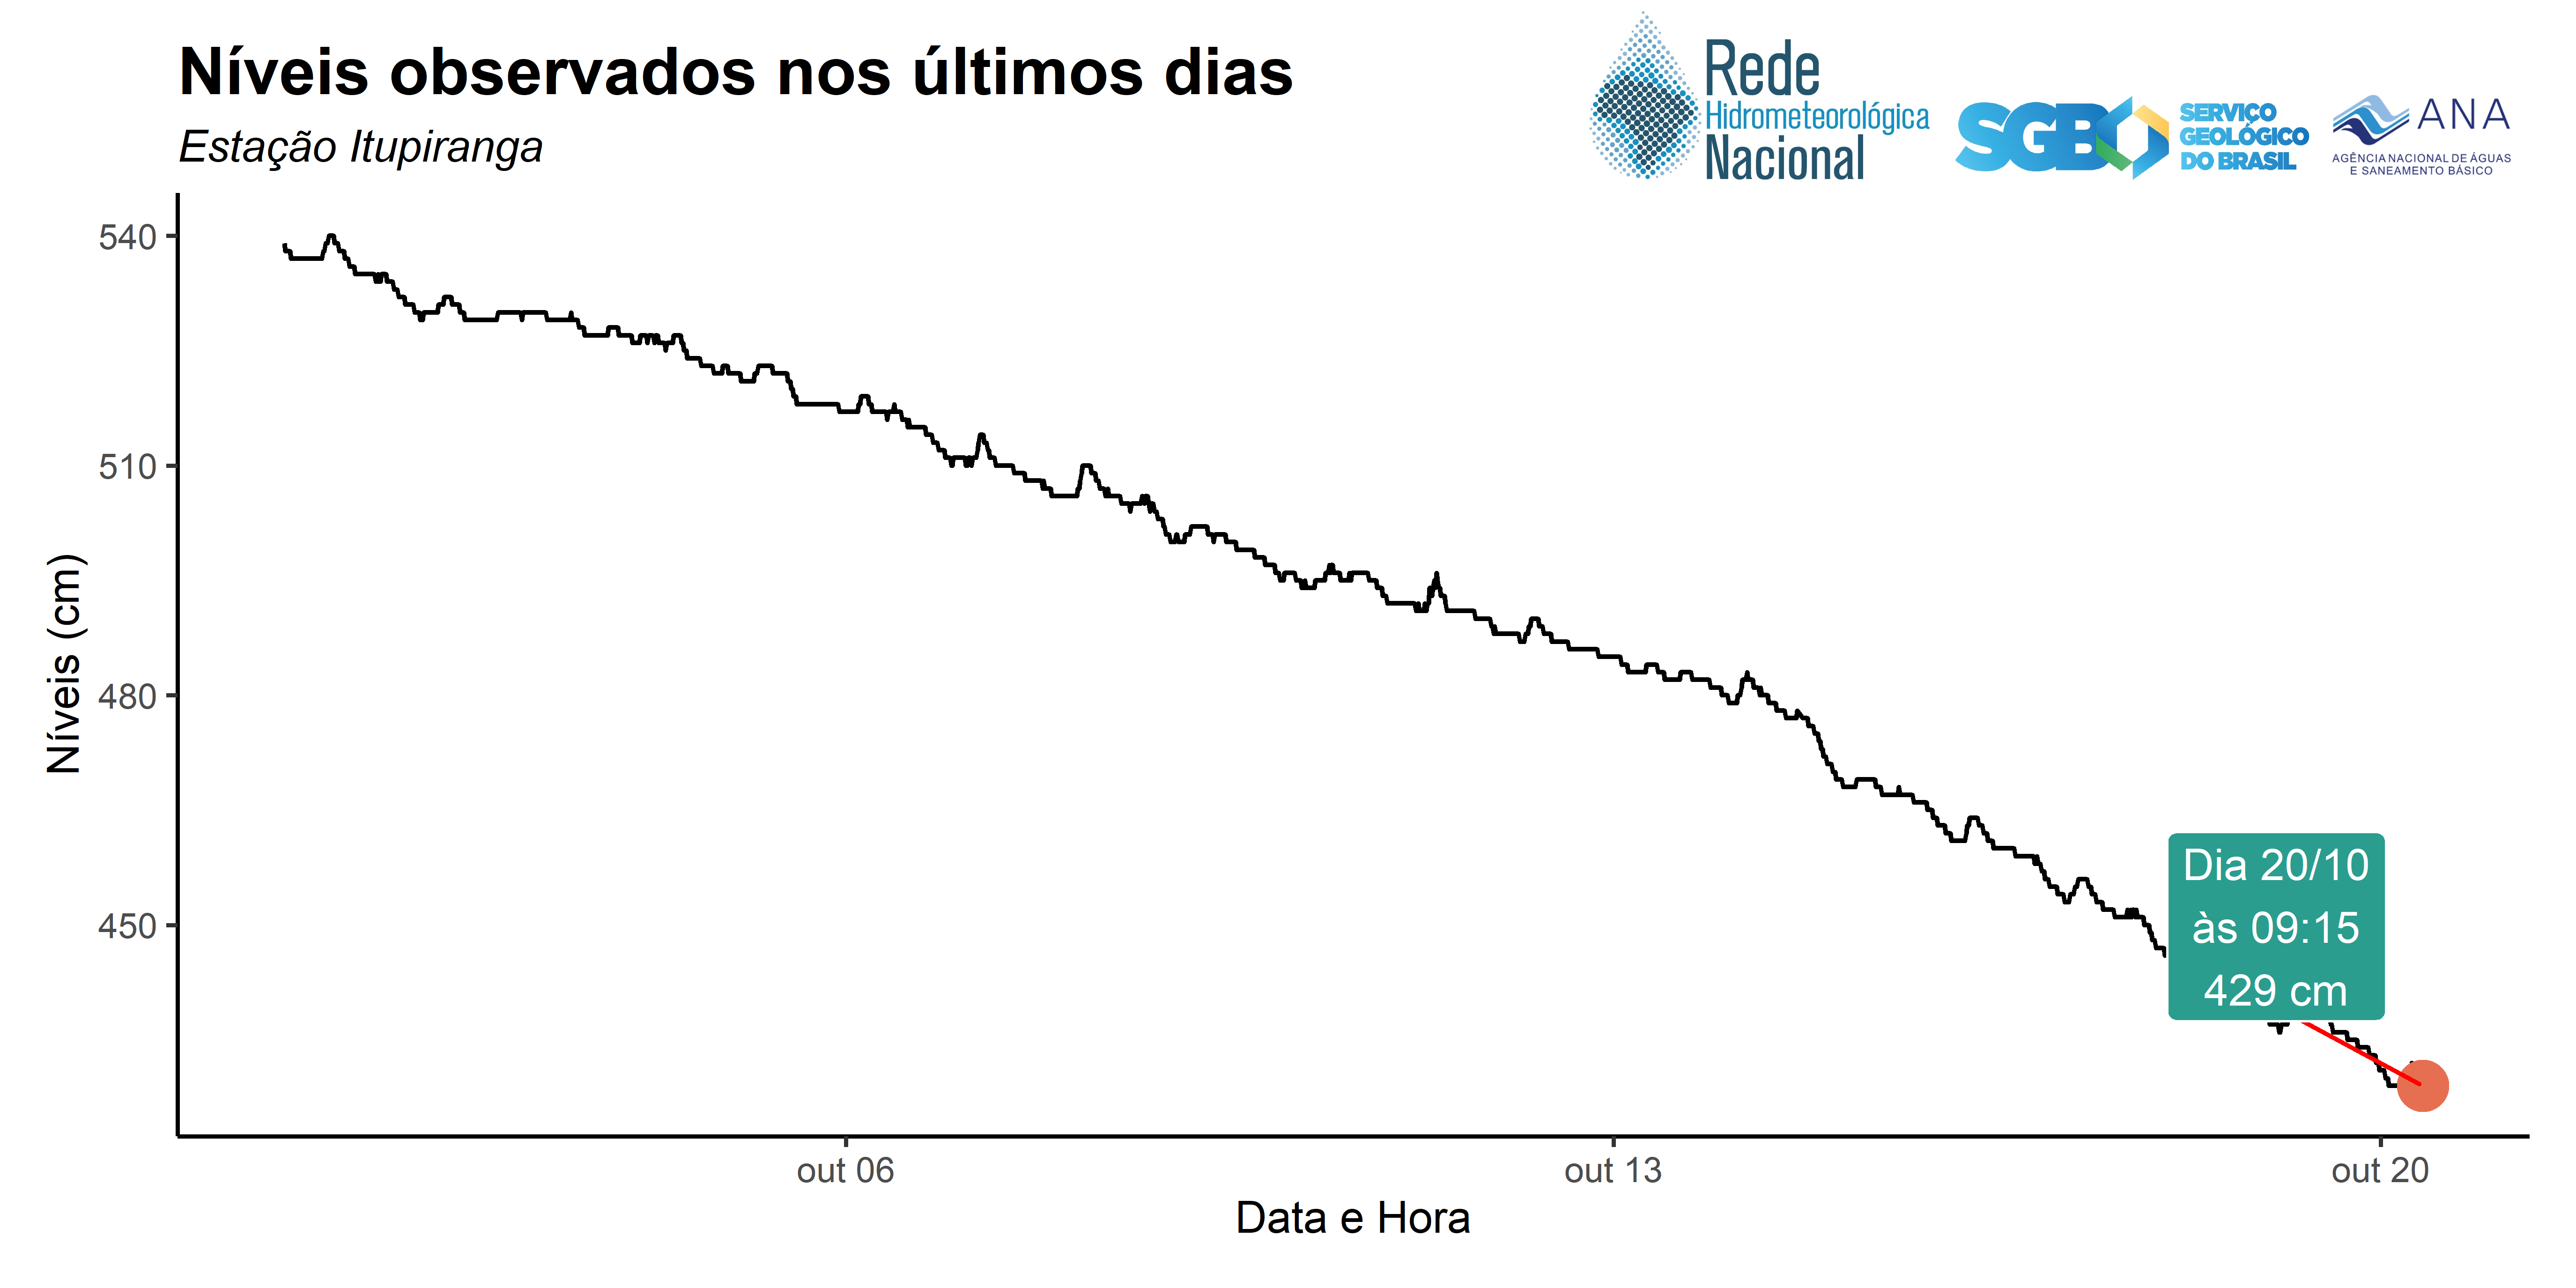 Níveis observados nos últimos dias
Estação Itupiranga
Rede
Hidrometeorológica
Nacional
SGB
SERVIÇO
GEOLÓGICO
DO BRASIL
ANA
AGÊNCIA NACIONAL DE ÁGUAS
E SANEAMENTO BÁSICO
540
510
480
450
Níveis (cm)
Dia 20/10
às 09:15
429 cm
out 06
out 13
out 20
Data e Hora